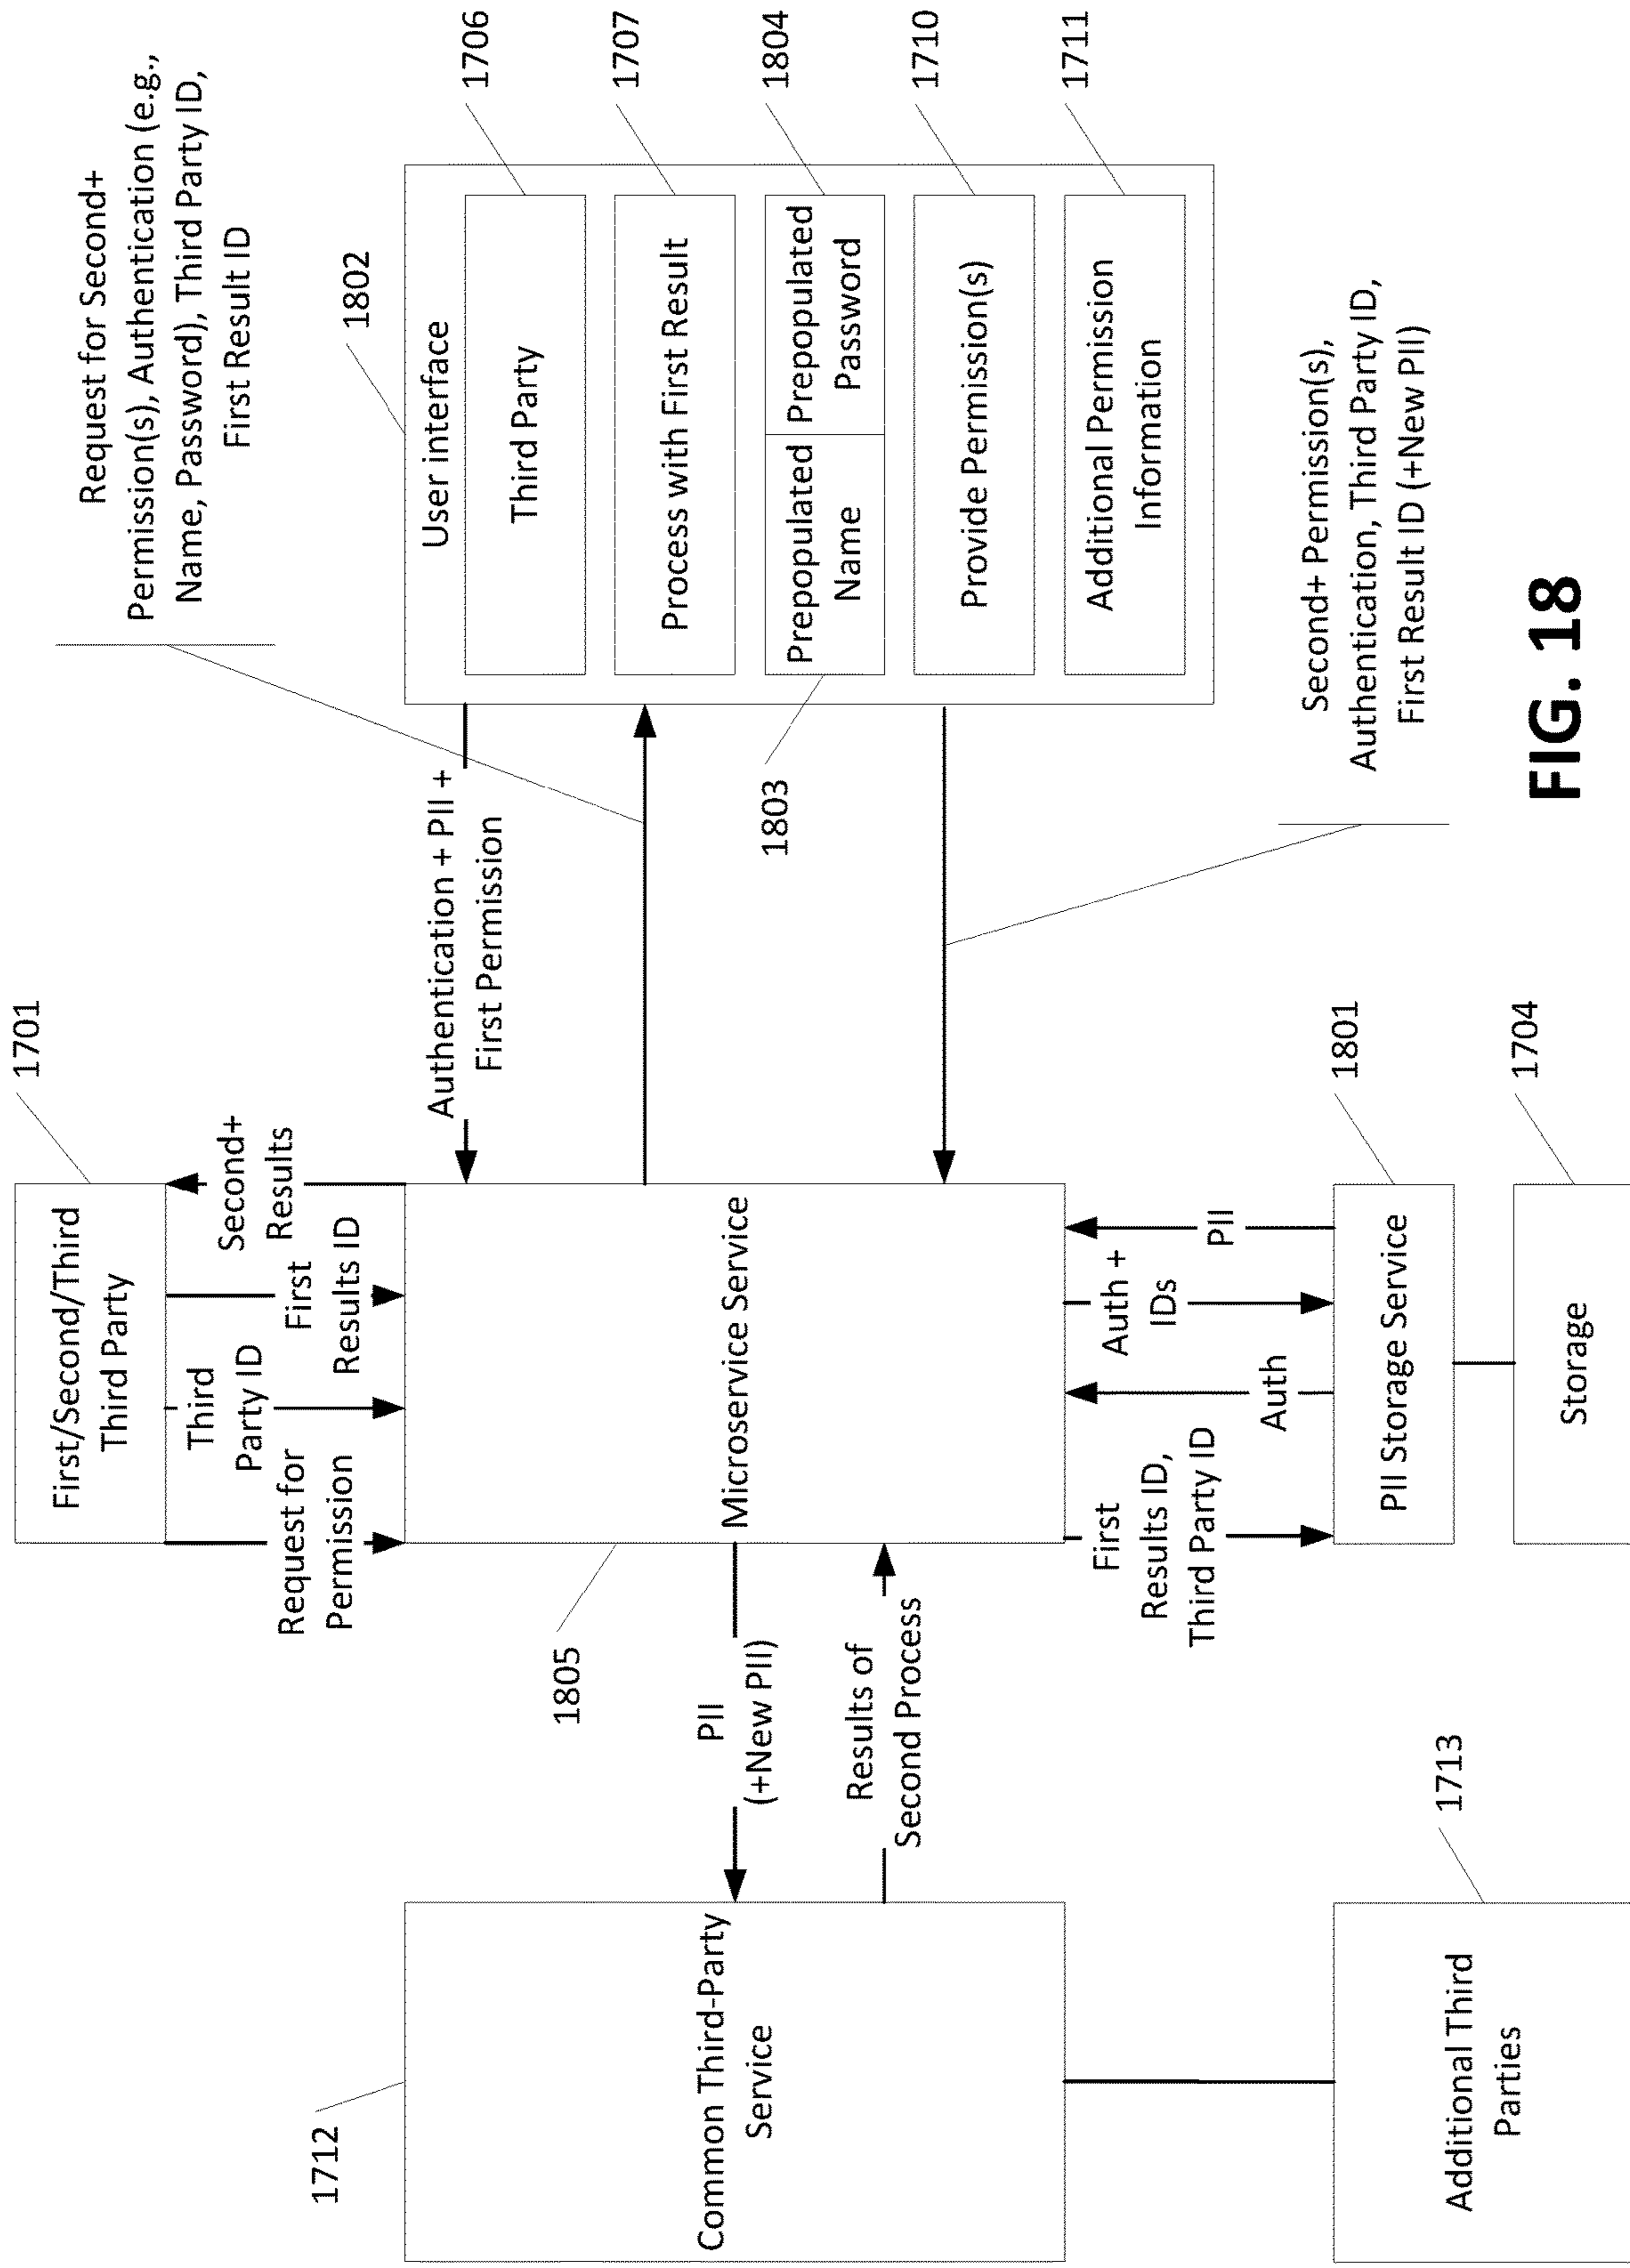 1701
First/Second/Third
Third Party
Request for
Permission
Third
Party ID
First
Results ID
Second+
Results
Request for Second+
Permission(s), Authentication (e.g.,
Name, Password), Third Party ID,
First Result ID
1712
Common Third-Party
Service
1713
Additional Third
Parties
1805
PII
(+New PII)
Results of
Second Process
Microservice Service
Authentication + PII +
First Permission
1802
User interface
Third Party
1706
Process with First Result
1707
1803
Prepopulated
Name
Prepopulated
Password
1804
Provide Permission(s)
1710
Additional Permission
Information
1711
First
Results ID,
Third Party ID
Auth
Auth +
IDs
PII
PII Storage Service
1801
Storage
1704
Second+ Permission(s),
Authentication, Third Party ID,
First Result ID (+New PII)
FIG. 18